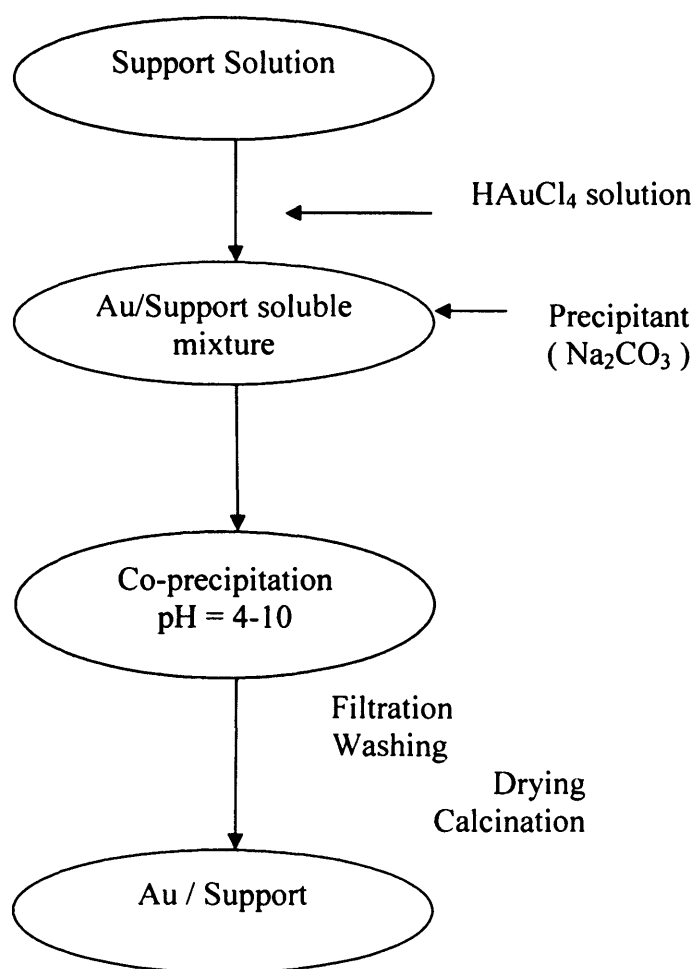 Support Solution
HAuCl₄ solution
Au/Support soluble
mixture
Precipitant
( Na₂CO₃ )
Co-precipitation
pH = 4-10
Filtration
Washing
Drying
Calcination
Au / Support